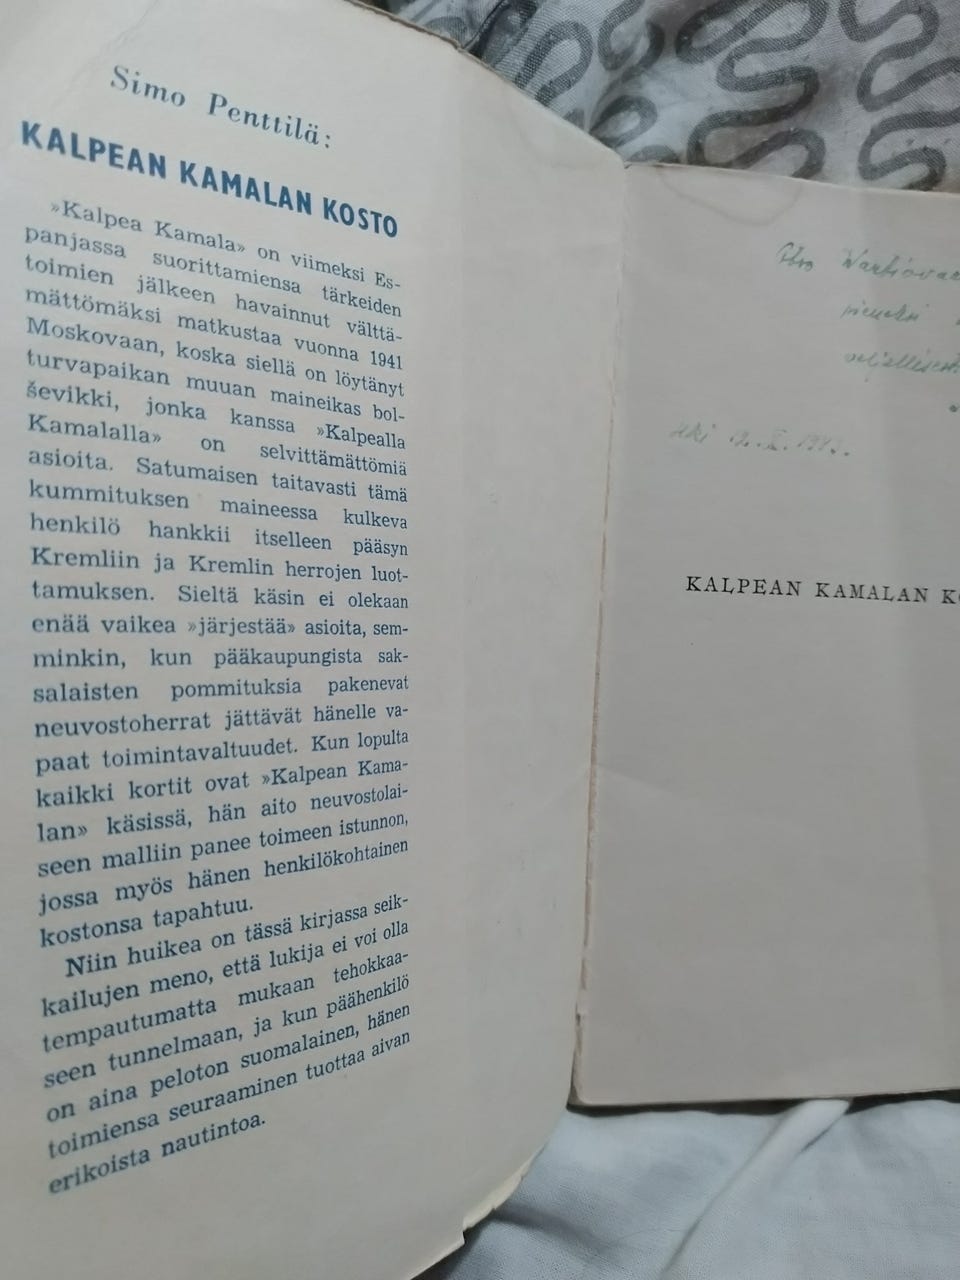 Simo Penttilä:
KALPEAN KAMALAN KOSTO
»Kalpea Kamala» on viimeksi Es-
panjassa suorittamiensa tärkeiden
toimien jälkeen havainnut välttä-
mättömäksi matkustaa vuonna 1941
Moskovaan, koska siellä on löytänyt
turvapaikan muuan maineikas bol-
ševikki, jonka kanssa »Kalpealla
Kamalalla» on selvittämättömiä
asioita. Satumaisen taitavasti tämä
kummituksen maineessa kulkeva
henkilö hankkii itselleen pääsyn
Kremliin ja Kremlin herrojen luot-
tamuksen. Sieltä käsin ei olekaan
enää vaikea »järjestää» asioita, sem-
minkin, kun pääkaupungista sak-
salaisten pommituksia pakenevat
neuvostoherrat jättävät hänelle va-
paat toimintavaltuudet. Kun lopulta
kaikki kortit ovat »Kalpean Kama-
lan» käsissä, hän aito neuvostolai-
seen malliin panee toimeen istunnon,
jossa myös hänen henkilökohtainen
kostonsa tapahtuu.
Niin huikea on tässä kirjassa seik-
kailujen meno, että lukija ei voi olla
tempautumatta mukaan tehokkaa-
seen tunnelmaan, ja kun päähenkilö
on aina peloton suomalainen, hänen
toimiensa seuraaminen tuottaa aivan
erikoista nautintoa.
pieneksi
KALPEAN KAMALAN